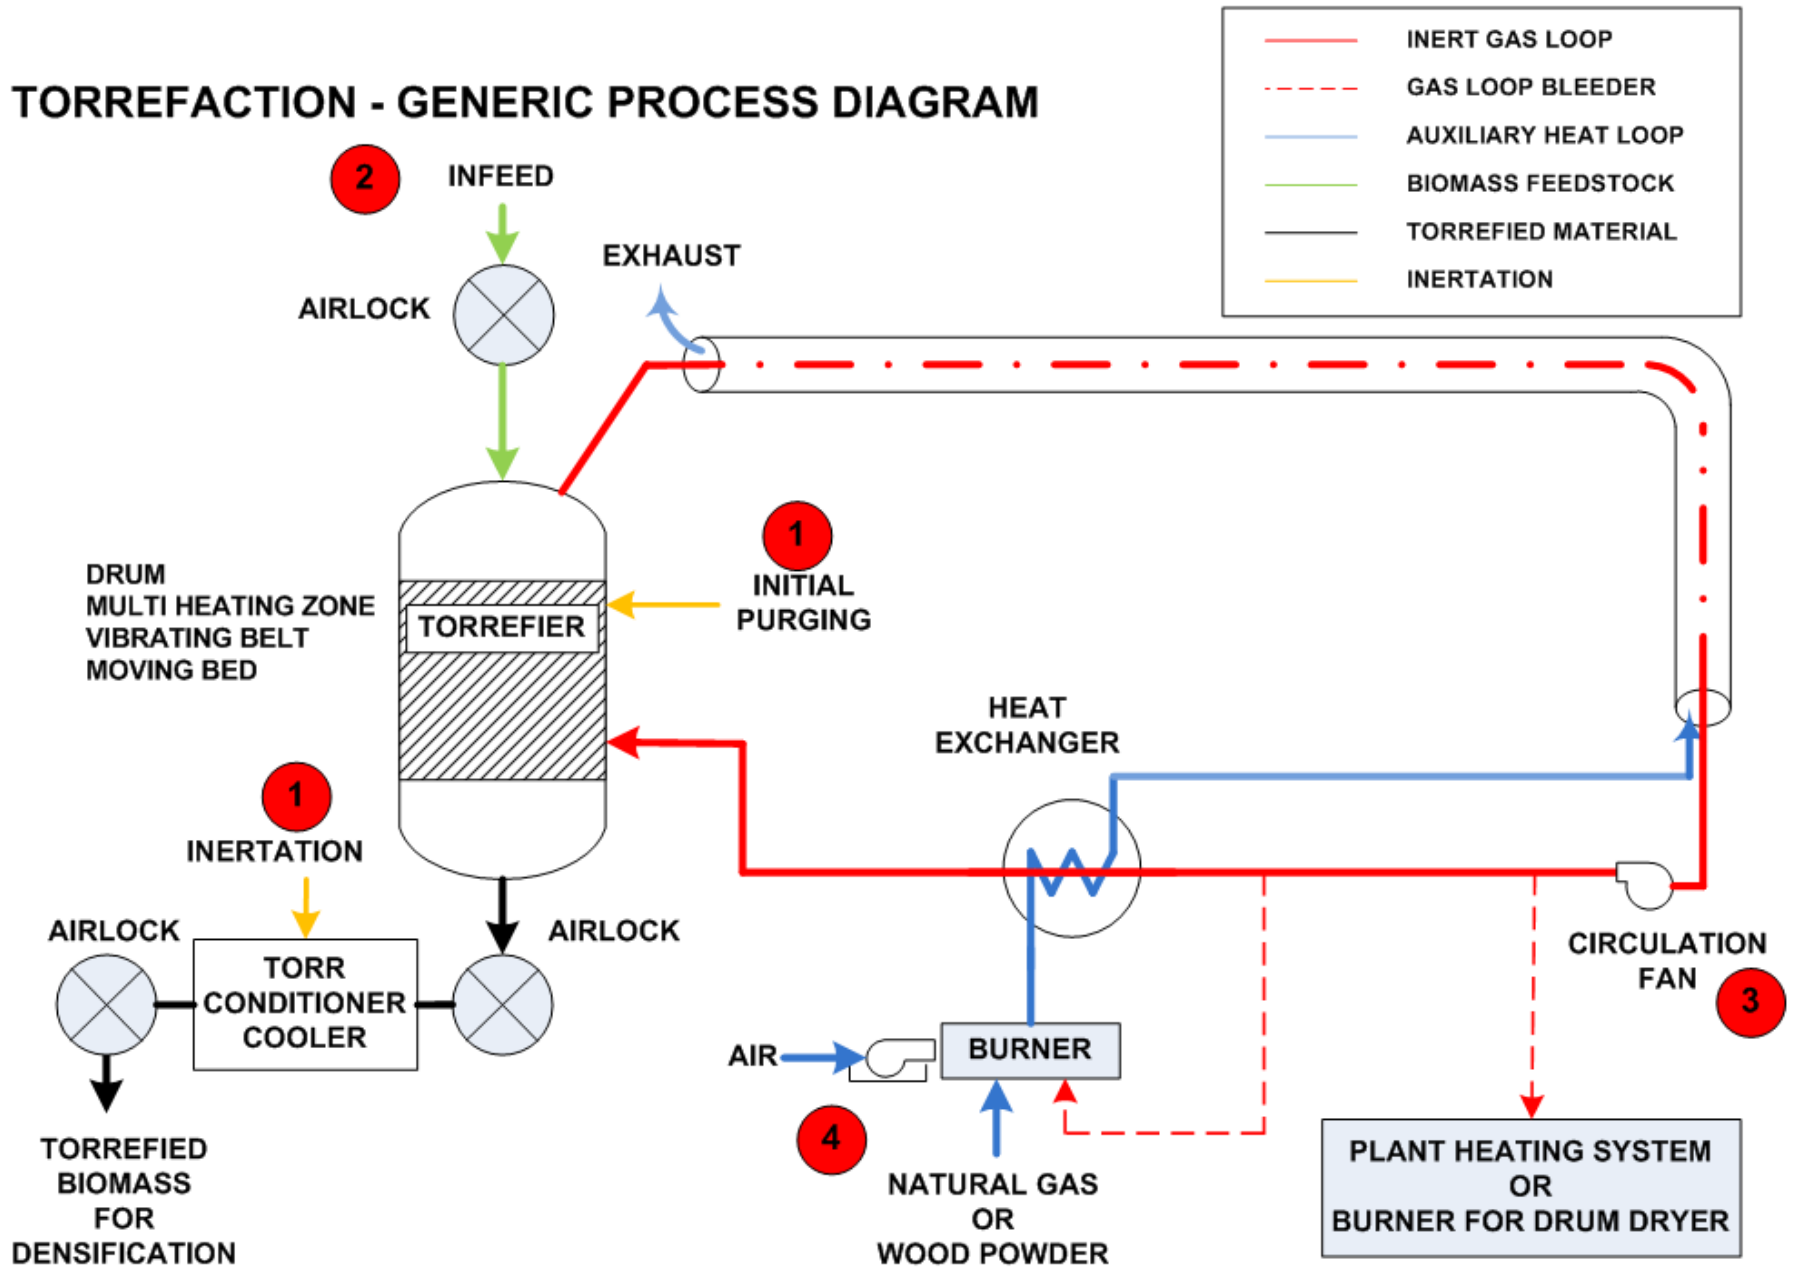 TORREFACTION - GENERIC PROCESS DIAGRAM
INERT GAS LOOP
GAS LOOP BLEEDER
AUXILIARY HEAT LOOP
BIOMASS FEEDSTOCK
TORREFIED MATERIAL
INERTATION
2
INFEED
EXHAUST
AIRLOCK
1
INITIAL
PURGING
DRUM
MULTI HEATING ZONE
VIBRATING BELT
MOVING BED
TORREFIER
HEAT
EXCHANGER
1
INERTATION
AIRLOCK
AIRLOCK
TORR
CONDITIONER
COOLER
CIRCULATION
FAN
3
AIR
BURNER
4
TORREFIED
BIOMASS
FOR
DENSIFICATION
NATURAL GAS
OR
WOOD POWDER
PLANT HEATING SYSTEM
OR
BURNER FOR DRUM DRYER